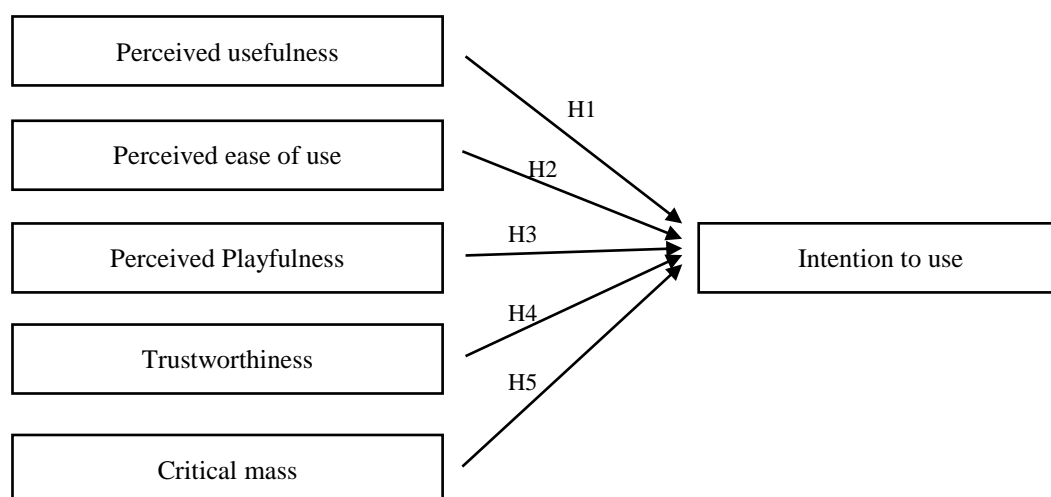 Perceived usefulness
H1
Perceived ease of use
H2
Perceived Playfulness
H3
Intention to use
Trustworthiness
H4
H5
Critical mass